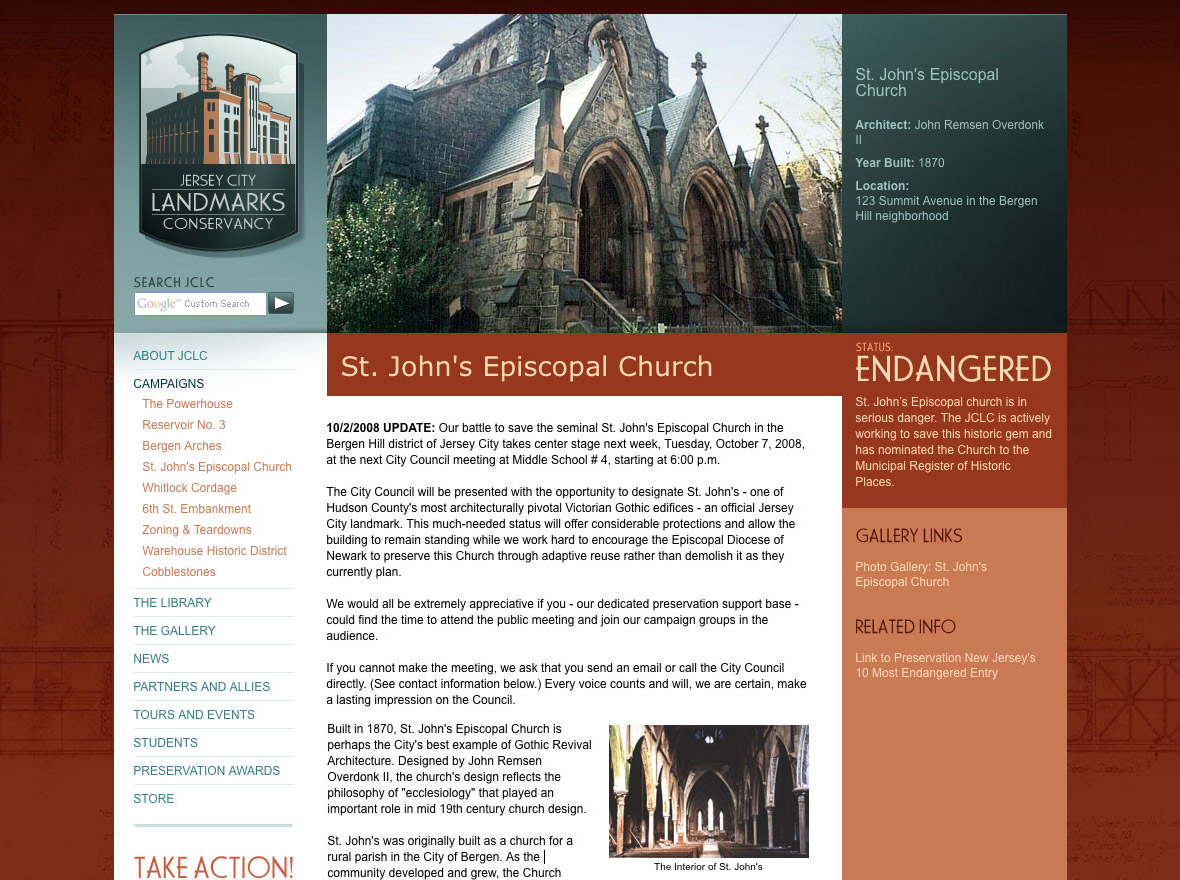 JERSEY CITY
LANDMARKS
CONSERVANCY
SEARCH JCLC
Google™ Custom Search
ABOUT JCLC
CAMPAIGNS
The Powerhouse
Reservoir No. 3
Bergen Arches
St. John's Episcopal Church
Whitlock Cordage
6th St. Embankment
Zoning & Teardowns
Warehouse Historic District
Cobblestones
THE LIBRARY
THE GALLERY
NEWS
PARTNERS AND ALLIES
TOURS AND EVENTS
STUDENTS
PRESERVATION AWARDS
STORE
TAKE ACTION!
St. John's Episcopal Church
10/2/2008 UPDATE: Our battle to save the seminal St. John's Episcopal Church in the
Bergen Hill district of Jersey City takes center stage next week, Tuesday, October 7, 2008,
at the next City Council meeting at Middle School # 4, starting at 6:00 p.m.
The City Council will be presented with the opportunity to designate St. John's - one of
Hudson County's most architecturally pivotal Victorian Gothic edifices - an official Jersey
City landmark. This much-needed status will offer considerable protections and allow the
building to remain standing while we work hard to encourage the Episcopal Diocese of
Newark to preserve this Church through adaptive reuse rather than demolish it as they
currently plan.
We would all be extremely appreciative if you - our dedicated preservation support base -
could find the time to attend the public meeting and join our campaign groups in the
audience.
If you cannot make the meeting, we ask that you send an email or call the City Council
directly. (See contact information below.) Every voice counts and will, we are certain, make
a lasting impression on the Council.
Built in 1870, St. John's Episcopal Church is
perhaps the City's best example of Gothic Revival
Architecture. Designed by John Remsen
Overdonk II, the church's design reflects the
philosophy of "ecclesiology" that played an
important role in mid 19th century church design.
St. John's was originally built as a church for a
rural parish in the City of Bergen. As the
community developed and grew, the Church
The Interior of St. John's
St. John's Episcopal
Church
Architect: John Remsen Overdonk
II
Year Built: 1870
Location:
123 Summit Avenue in the Bergen
Hill neighborhood
STATUS:
ENDANGERED
St. John's Episcopal church is in
serious danger. The JCLC is actively
working to save this historic gem and
has nominated the Church to the
Municipal Register of Historic
Places.
GALLERY LINKS
Photo Gallery: St. John's
Episcopal Church
RELATED INFO
Link to Preservation New Jersey's
10 Most Endangered Entry